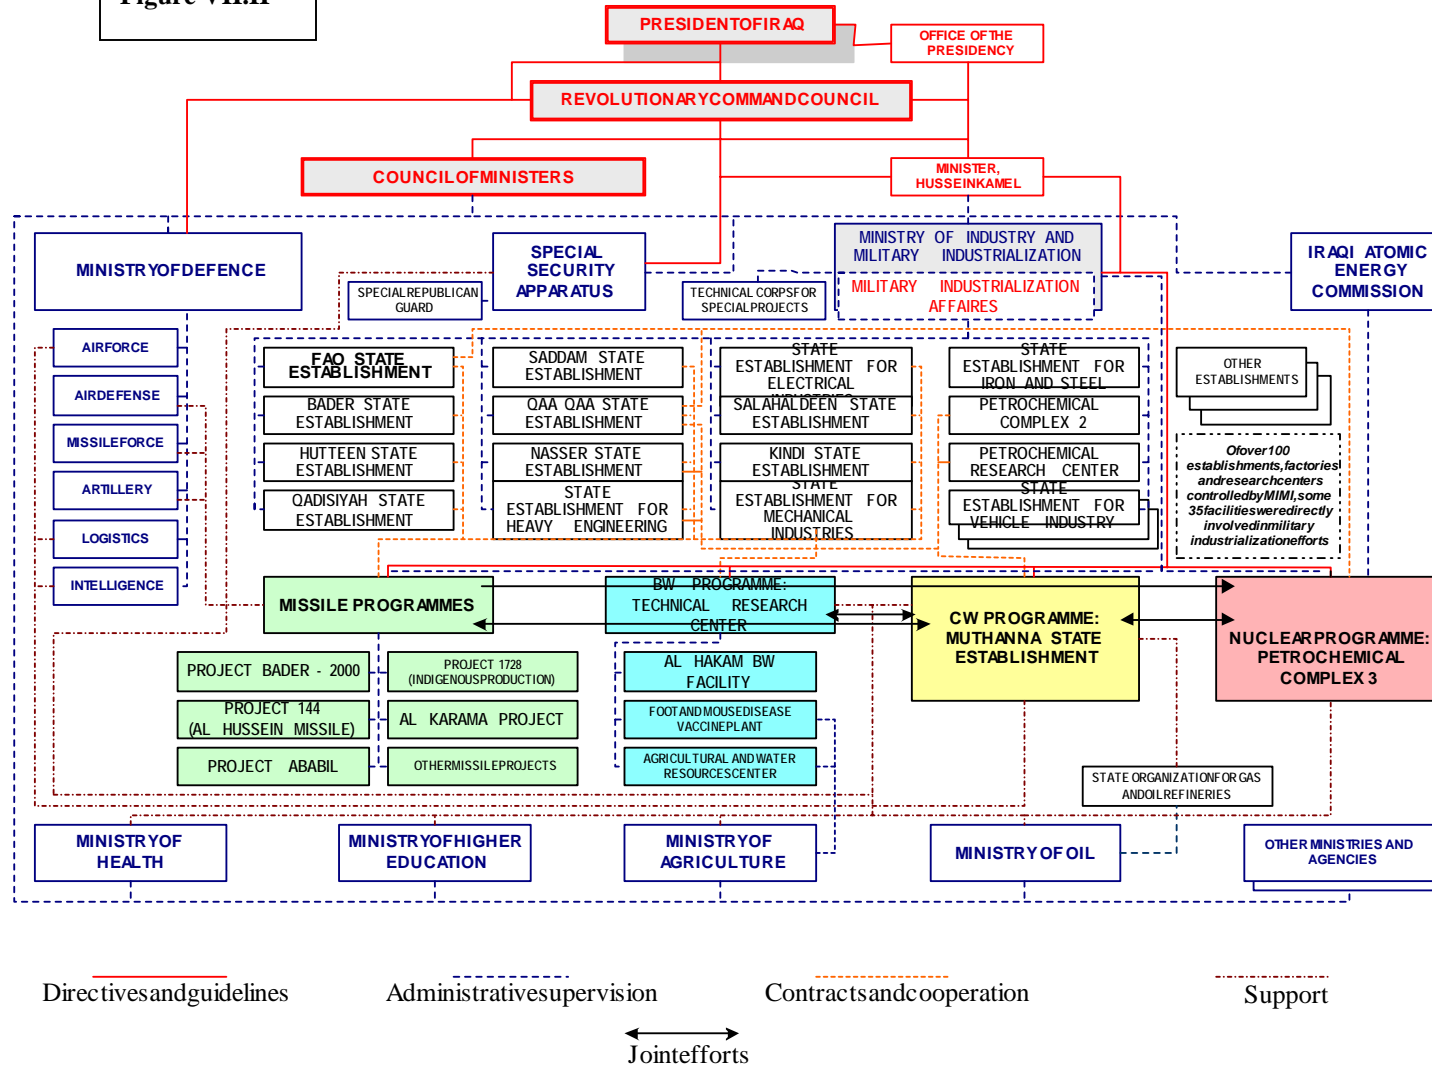 Figure VII.II
PRESIDENTOFIRAQ
OFFICE OFTHE
PRESIDENCY
REVOLUTIONARYCOMMANDCOUNCIL
COUNCILOFMINISTERS
MINISTER,
HUSSEINKAMEL
MINISTRYOFDEFENCE
SPECIAL
SECURITY
APPARATUS
MINISTRY OF INDUSTRY AND
MILITARY INDUSTRIALIZATION
MILITARY INDUSTRIALIZATION
AFFAIRES
IRAQI ATOMIC
ENERGY
COMMISSION
SPECIALREPUBLICAN
GUARD
TECHNICAL CORPSFOR
SPECIALPROJECTS
AIRFORCE
AIRDEFENSE
MISSILEFORCE
ARTILLERY
LOGISTICS
INTELLIGENCE
FAO STATE
ESTABLISHMENT
BADER STATE
ESTABLISHMENT
HUTTEEN STATE
ESTABLISHMENT
QADISIYAH STATE
ESTABLISHMENT
SADDAM STATE
ESTABLISHMENT
QAA QAA STATE
ESTABLISHMENT
NASSER STATE
ESTABLISHMENT
STATE
ESTABLISHMENT FOR
HEAVY ENGINEERING
STATE
ESTABLISHMENT FOR
ELECTRICAL
INDUSTRIES
SALAHALDEEN STATE
ESTABLISHMENT
KINDI STATE
ESTABLISHMENT
STATE
ESTABLISHMENT FOR
MECHANICAL
INDUSTRIES
STATE
ESTABLISHMENT FOR
IRON AND STEEL
PETROCHEMICAL
COMPLEX 2
PETROCHEMICAL
RESEARCH CENTER
STATE
ESTABLISHMENT FOR
VEHICLE INDUSTRY
OTHER
ESTABLISHMENTS
Ofover100
establishments,factories
andresearchcenters
controlledbyMIMI,some
35facilitiesweredirectly
involvedinmilitary
industrializationefforts
MISSILE PROGRAMMES
BW PROGRAMME:
TECHNICAL RESEARCH
CENTER
CW PROGRAMME:
MUTHANNA STATE
ESTABLISHMENT
NUCLEARPROGRAMME:
PETROCHEMICAL
COMPLEX 3
PROJECT BADER - 2000
PROJECT 1728
(INDIGENOUSPRODUCTION)
PROJECT 144
(AL HUSSEIN MISSILE)
AL KARAMA PROJECT
PROJECT ABABIL
OTHERMISSILEPROJECTS
AL HAKAM BW
FACILITY
FOOTANDMOUSEDISEASE
VACCINEPLANT
AGRICULTURAL ANDWATER
RESOURCESCENTER
STATE ORGANIZATIONFORGAS
ANDOILREFINERIES
MINISTRYOF
HEALTH
MINISTRYOFHIGHER
EDUCATION
MINISTRYOF
AGRICULTURE
MINISTRY OF OIL
OTHER MINISTRIES AND
AGENCIES
Directivesandguidelines
Administrativesupervision
Contractsandcooperation
Support
Jointefforts